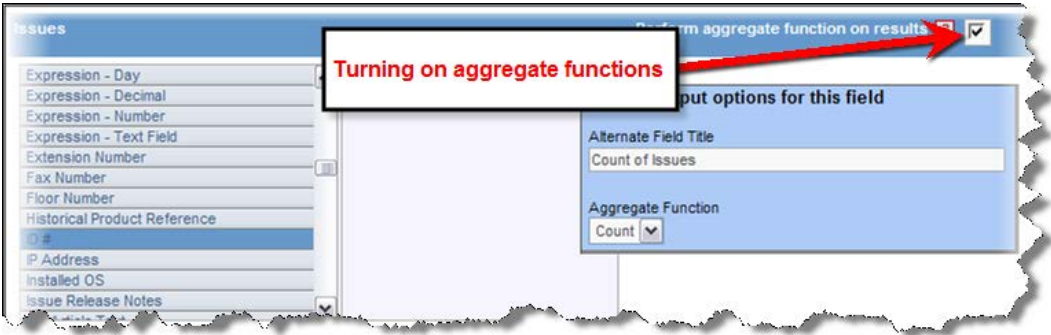 Issues
rm aggregate function on results
Turning on aggregate functions
Expression - Day
Expression - Decimal
Expression - Number
Expression - Text Field
Extension Number
Fax Number
Floor Number
Historical Product Reference
ID #
IP Address
Installed OS
Issue Release Notes
put options for this field
Alternate Field Title
Count of Issues
Aggregate Function
Count